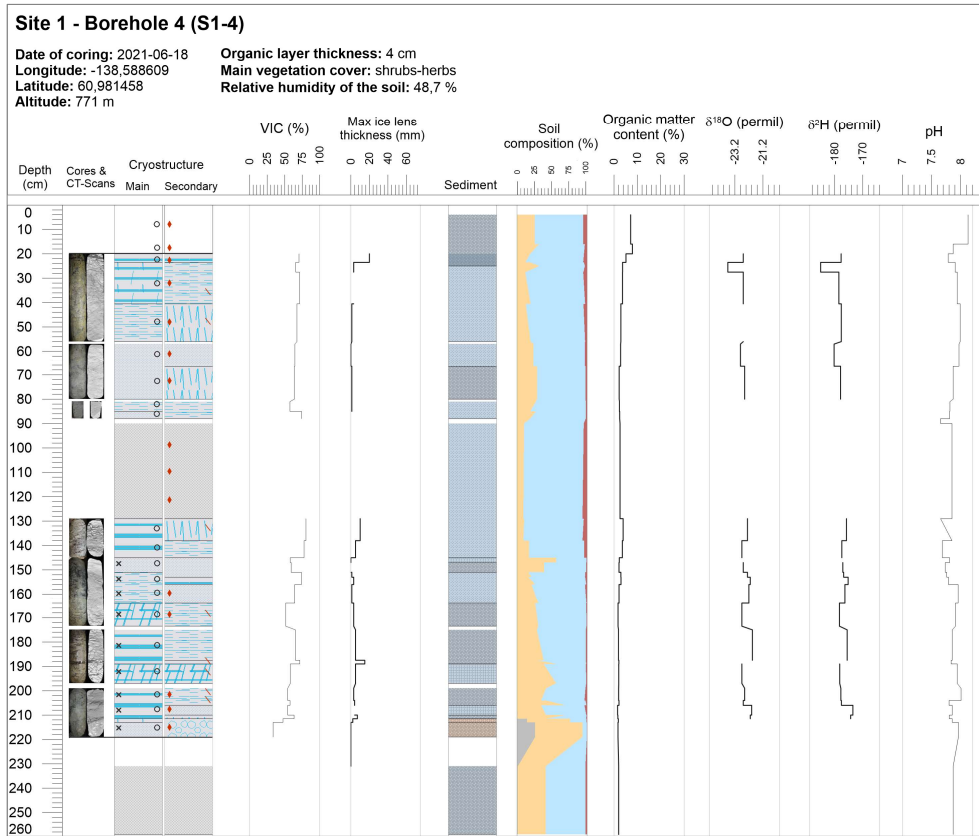 Site 1 - Borehole 4 (S1-4)
Date of coring: 2021-06-18
Longitude: -138,588609
Latitude: 60,981458
Altitude: 771 m
Organic layer thickness: 4 cm
Main vegetation cover: shrubs-herbs
Relative humidity of the soil: 48,7 %
Depth
(cm)
Cores &
CT-Scans
Cryostructure
Main Secondary
VIC (%)
0 25 50 75 100
Max ice lens
thickness (mm)
0 20 40 60
Sediment
Soil
composition (%)
0 25 50 75 100
Organic matter
content (%)
0 10 20 30
δ18O (permil)
-23.2 -21.2
δ2H (permil)
-180 -170
pH
7 7.5 8
0
10
20
30
40
50
60
70
80
90
100
110
120
130
140
150
160
170
180
190
200
210
220
230
240
250
260